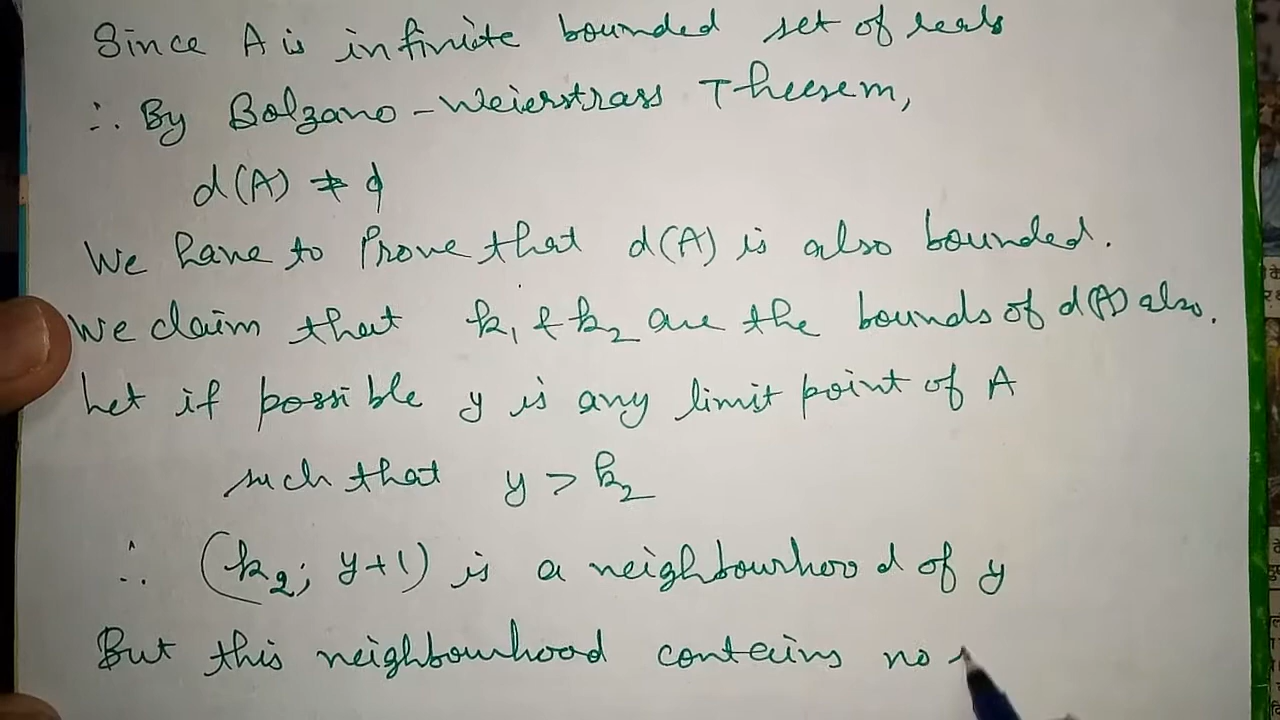 Since A is infinite bounded set of reals
∴ By Bolzano-Weierstrass Theorem,
d(A) ≠ ϕ
We have to Prove that d(A) is also bounded.
We claim that k₁ & k₂ are the bounds of d(A) also.
Let if possible y is any limit point of A
such that y > k₂
∴ (k₂; y+1) is a neighbourhood of y
But this neighbourhood contains no